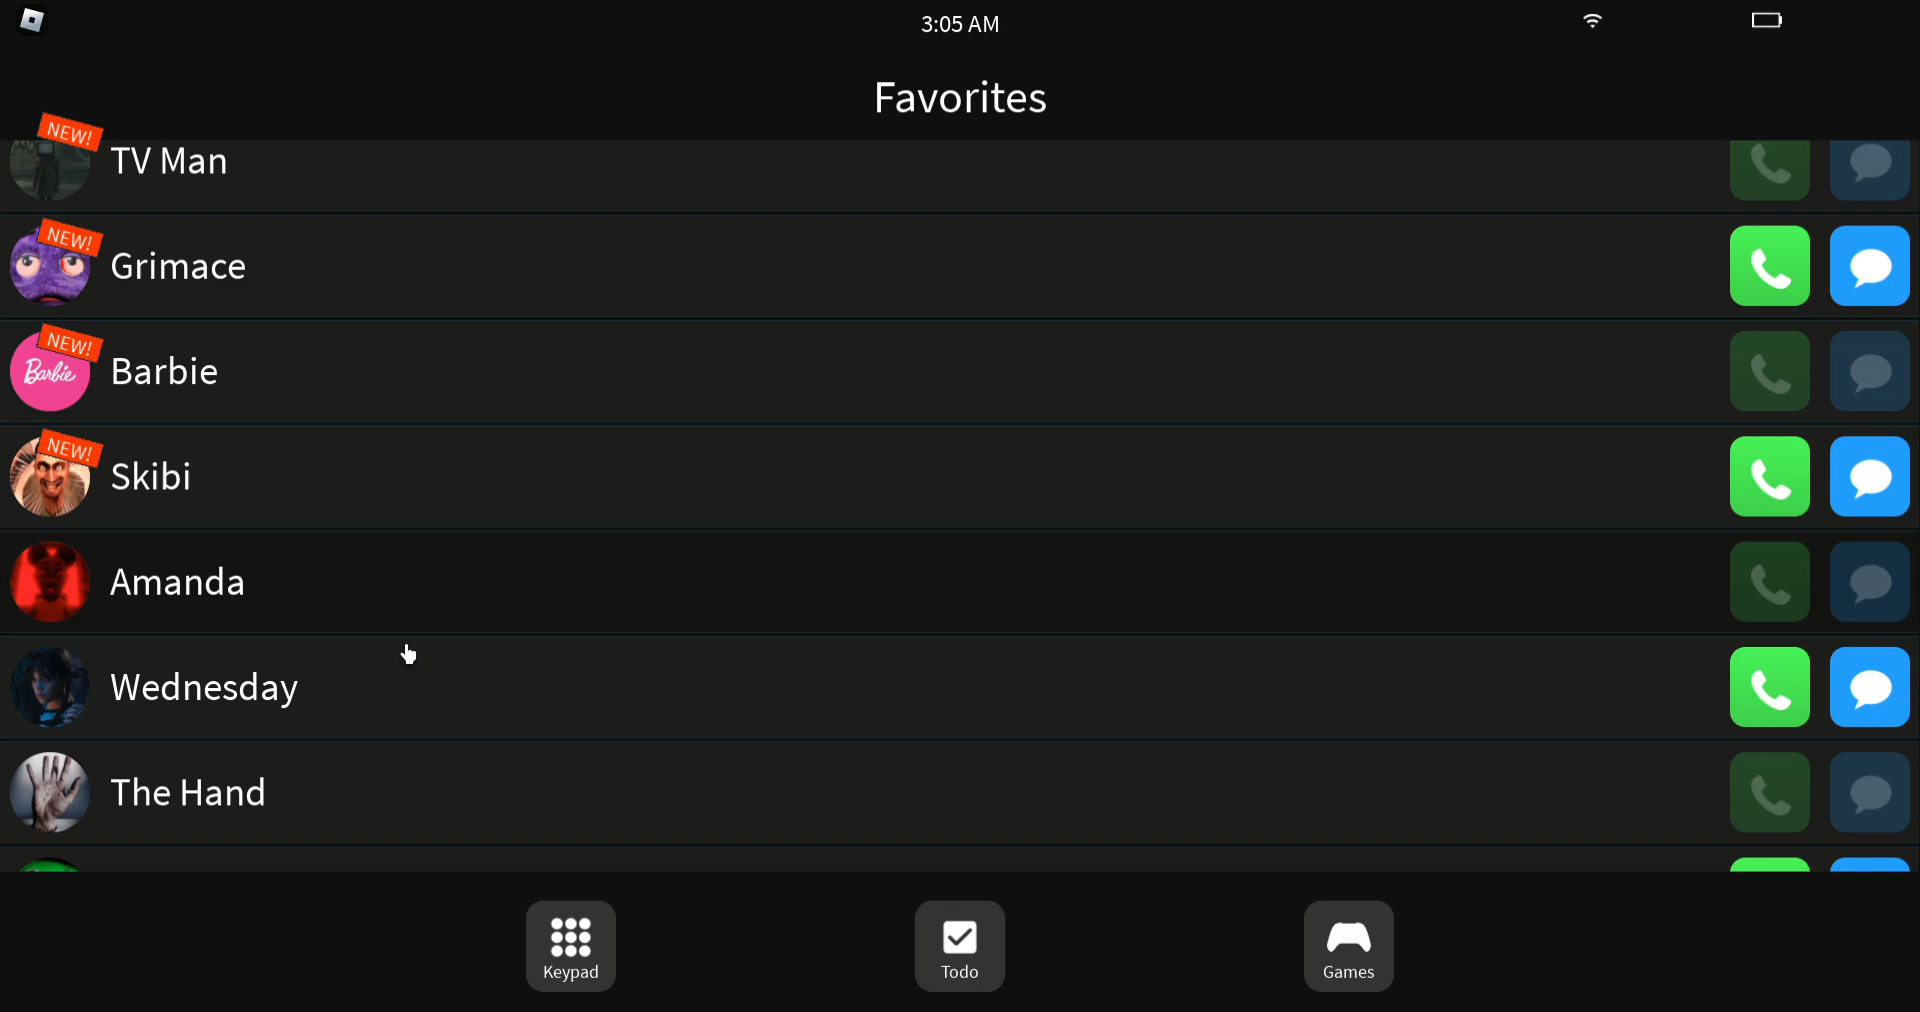 3:05 AM
Favorites
NEW!
TV Man
NEW!
Grimace
NEW!
Barbie
Barbie
NEW!
Skibi
Amanda
Wednesday
The Hand
Keypad
Todo
Games